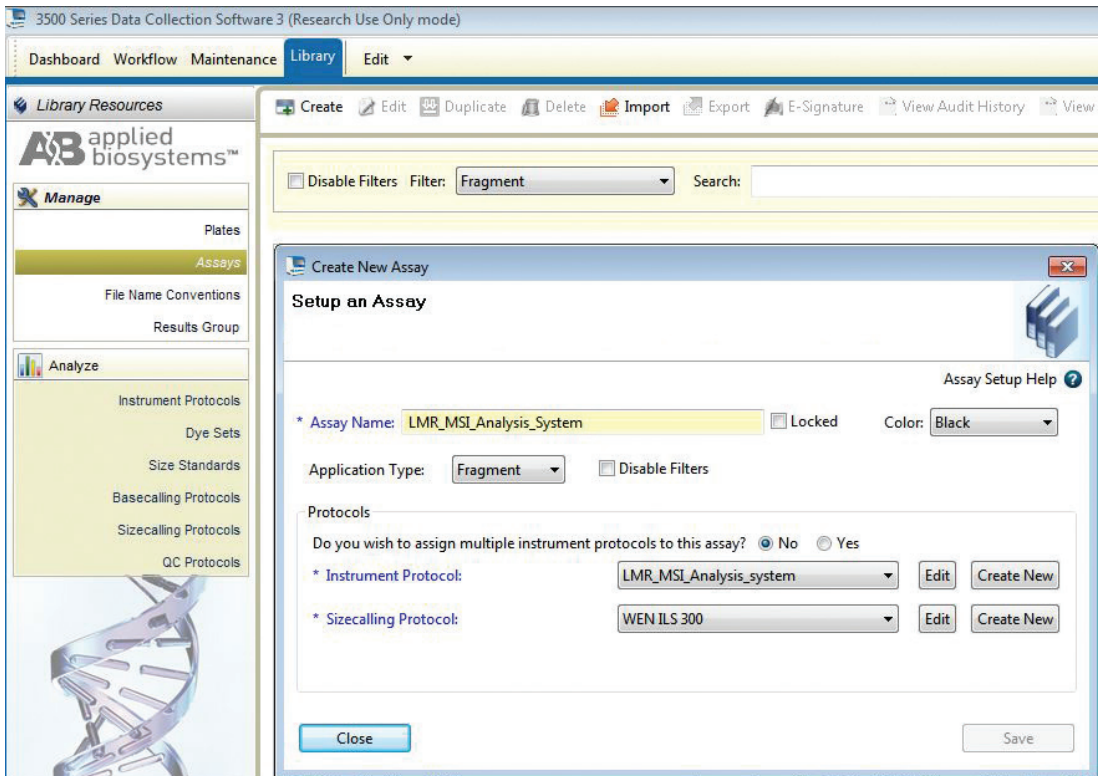 3500 Series Data Collection Software 3 (Research Use Only mode)
Dashboard Workflow Maintenance Library Edit
Library Resources
Create Edit Duplicate Delete Import Export E-Signature View Audit History View
AB applied biosystems™
Disable Filters Filter: Fragment Search:
Manage
Plates
Assays
File Name Conventions
Results Group
Analyze
Instrument Protocols
Dye Sets
Size Standards
Basecalling Protocols
Sizecalling Protocols
QC Protocols
Create New Assay
Setup an Assay
Assay Setup Help ?
* Assay Name: LMR_MSI_Analysis_System Locked Color: Black
Application Type: Fragment Disable Filters
Protocols
Do you wish to assign multiple instrument protocols to this assay? No Yes
* Instrument Protocol: LMR_MSI_Analysis_system Edit Create New
* Sizecalling Protocol: WEN ILS 300 Edit Create New
Close Save